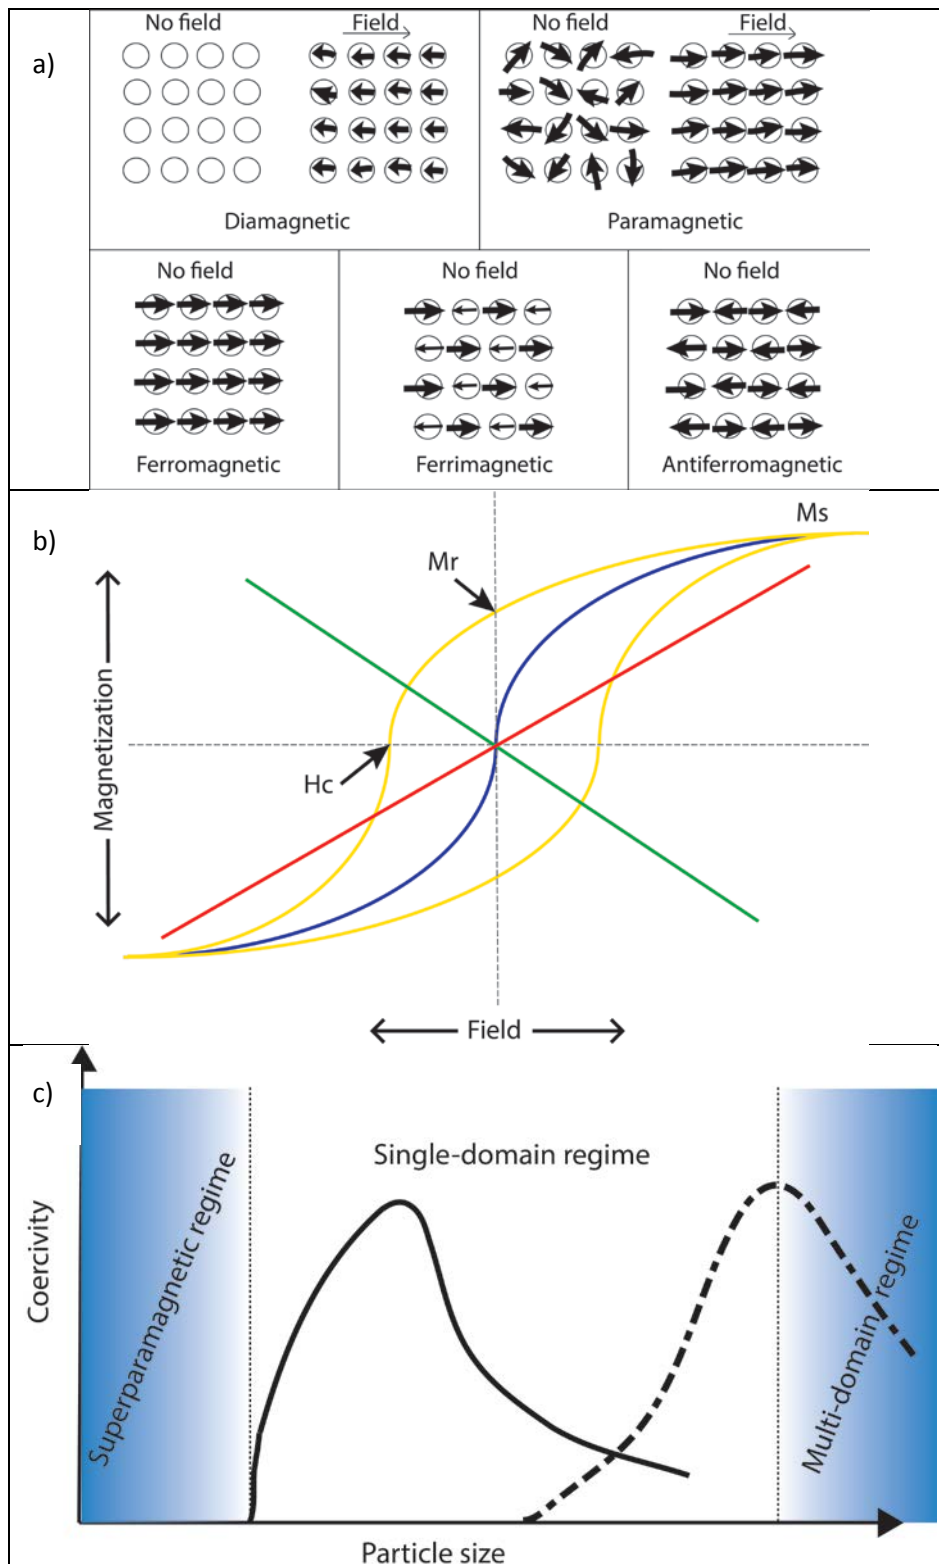 a)
No field
Field
No field
Diamagnetic
Paramagnetic
No field
No field
No field
Ferromagnetic
Ferrimagnetic
Antiferromagnetic
b)
Ms
Mr
Magnetization
Hc
Field
c)
Single-domain regime
Coercivity
Superparamagnetic regime
Multi-domain regime
Particle size